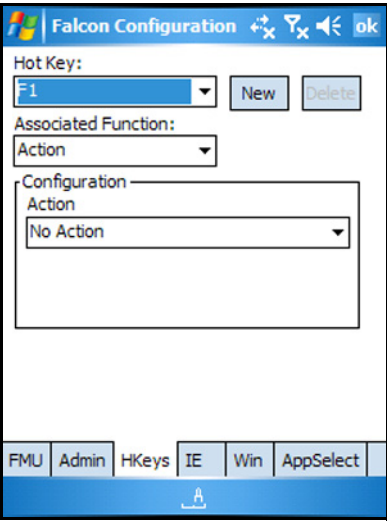 Falcon Configuration ok
Hot Key:
F1 New Delete
Associated Function:
Action
Configuration
Action
No Action
FMU Admin HKeys IE Win AppSelect